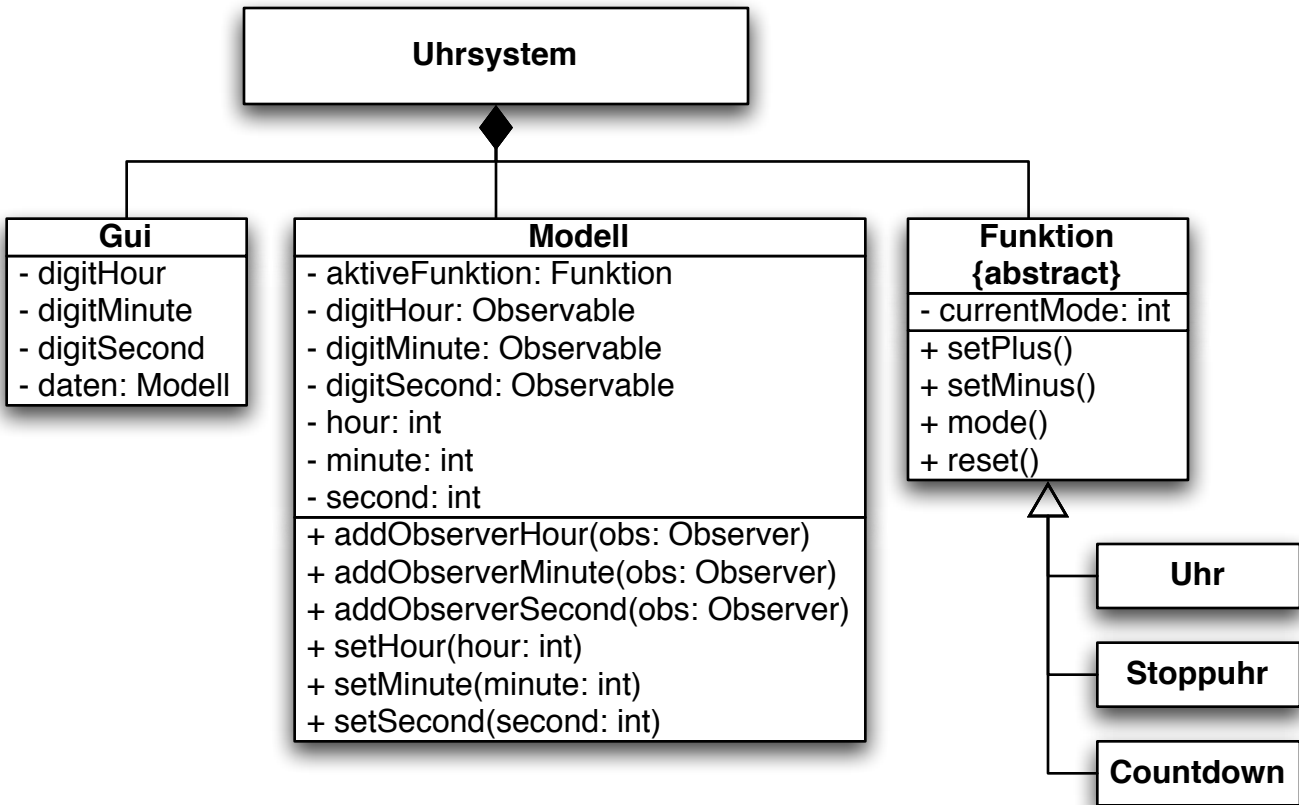 Uhrsystem
Gui
- digitHour
- digitMinute
- digitSecond
- daten: Modell
Modell
- aktiveFunktion: Funktion
- digitHour: Observable
- digitMinute: Observable
- digitSecond: Observable
- hour: int
- minute: int
- second: int
+ addObserverHour(obs: Observer)
+ addObserverMinute(obs: Observer)
+ addObserverSecond(obs: Observer)
+ setHour(hour: int)
+ setMinute(minute: int)
+ setSecond(second: int)
Funktion
{abstract}
- currentMode: int
+ setPlus()
+ setMinus()
+ mode()
+ reset()
Uhr
Stoppuhr
Countdown